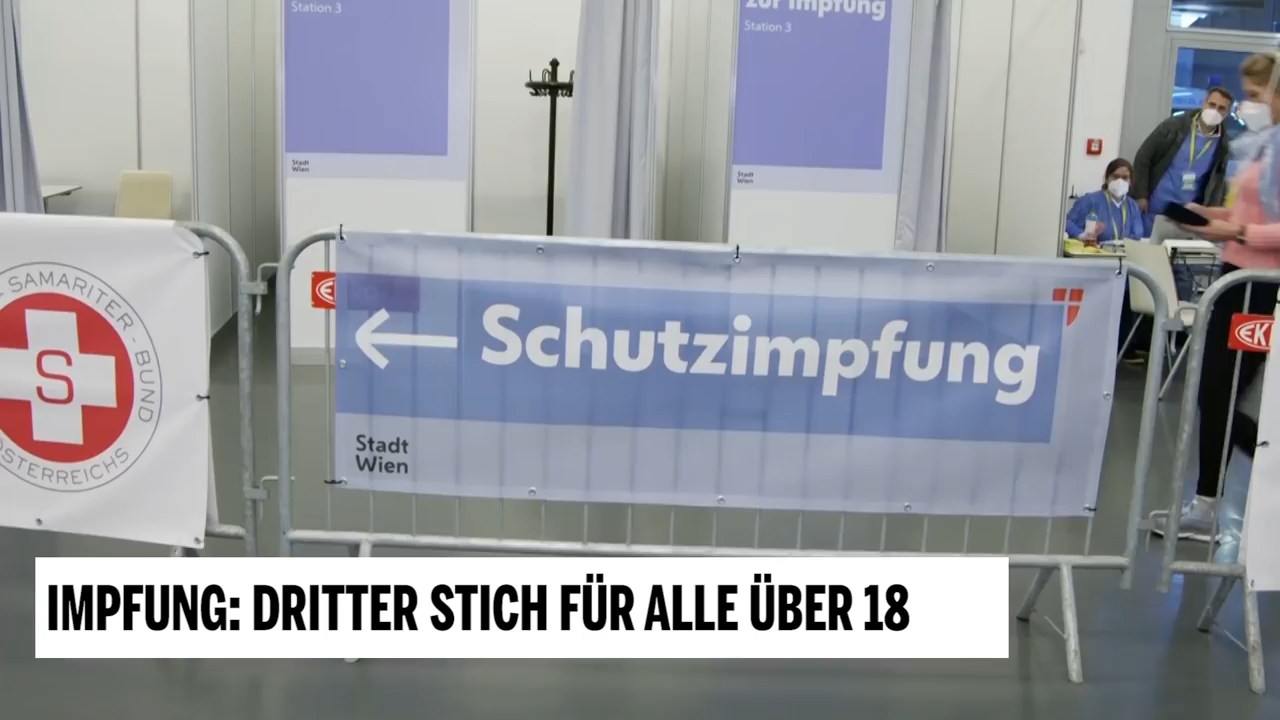 Station 3
zur Impfung
Station 3
Stadt
Wien
Stadt
Wien
SAMARITER-BUND
S
ÖSTERREICHS
← Schutzimpfung
Stadt
Wien
EKL
IMPFUNG: DRITTER STICH FÜR ALLE ÜBER 18